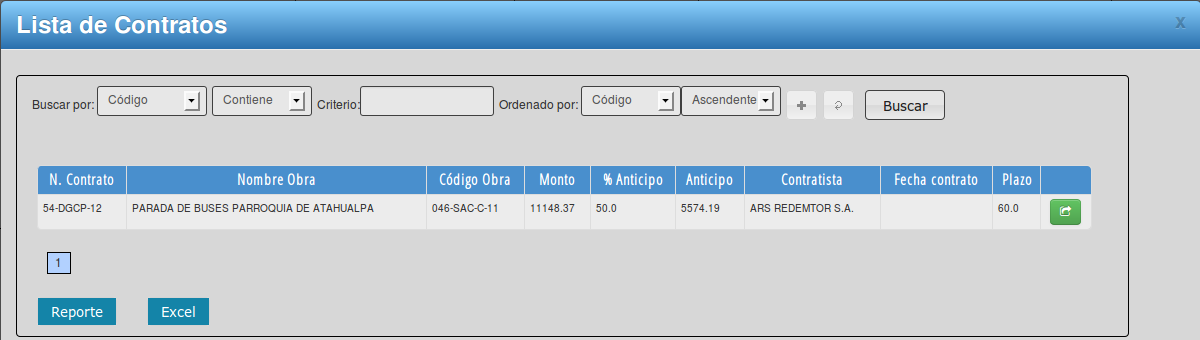 Lista de Contratos x
Buscar por: Código Contiene Criterio: Ordenado por: Código Ascendente Buscar
N. Contrato Nombre Obra Código Obra Monto % Anticipo Anticipo Contratista Fecha contrato Plazo
54-DGCP-12 PARADA DE BUSES PARROQUIA DE ATAHUALPA 046-SAC-C-11 11148.37 50.0 5574.19 ARS REDEMTOR S.A. 60.0
1
Reporte Excel